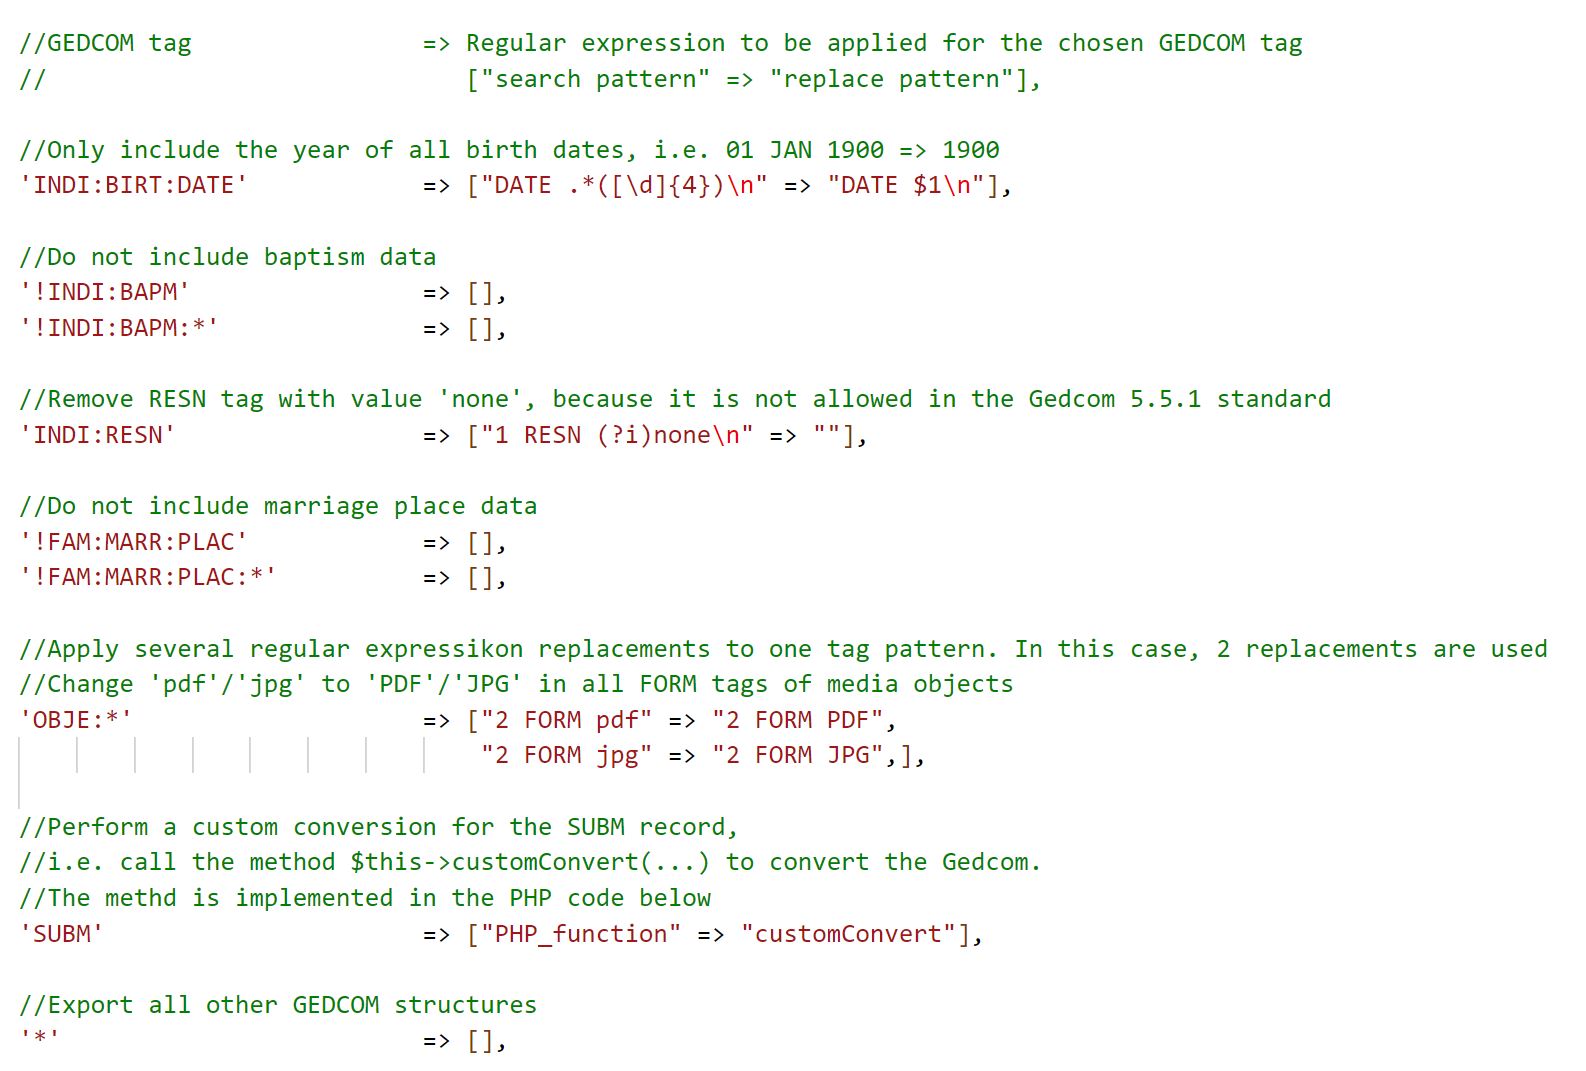 //GEDCOM tag                => Regular expression to be applied for the chosen GEDCOM tag
//                             ["search pattern" => "replace pattern"],
//Only include the year of all birth dates, i.e. 01 JAN 1900 => 1900
'INDI:BIRT:DATE'            => ["DATE .*([\d]{4})\n" => "DATE $1\n"],
//Do not include baptism data
'!INDI:BAPM'                => [],
'!INDI:BAPM:*'              => [],
//Remove RESN tag with value 'none', because it is not allowed in the Gedcom 5.5.1 standard
'INDI:RESN'                 => ["1 RESN (?i)none\n" => ""],
//Do not include marriage place data
'!FAM:MARR:PLAC'            => [],
'!FAM:MARR:PLAC:*'          => [],
//Apply several regular expressikon replacements to one tag pattern. In this case, 2 replacements are used
//Change 'pdf'/'jpg' to 'PDF'/'JPG' in all FORM tags of media objects
'OBJE:*'                    => ["2 FORM pdf" => "2 FORM PDF",
                                "2 FORM jpg" => "2 FORM JPG",],
//Perform a custom conversion for the SUBM record,
//i.e. call the method $this->customConvert(...) to convert the Gedcom.
//The methd is implemented in the PHP code below
'SUBM'                      => ["PHP_function" => "customConvert"],
//Export all other GEDCOM structures
'*'                         => [],